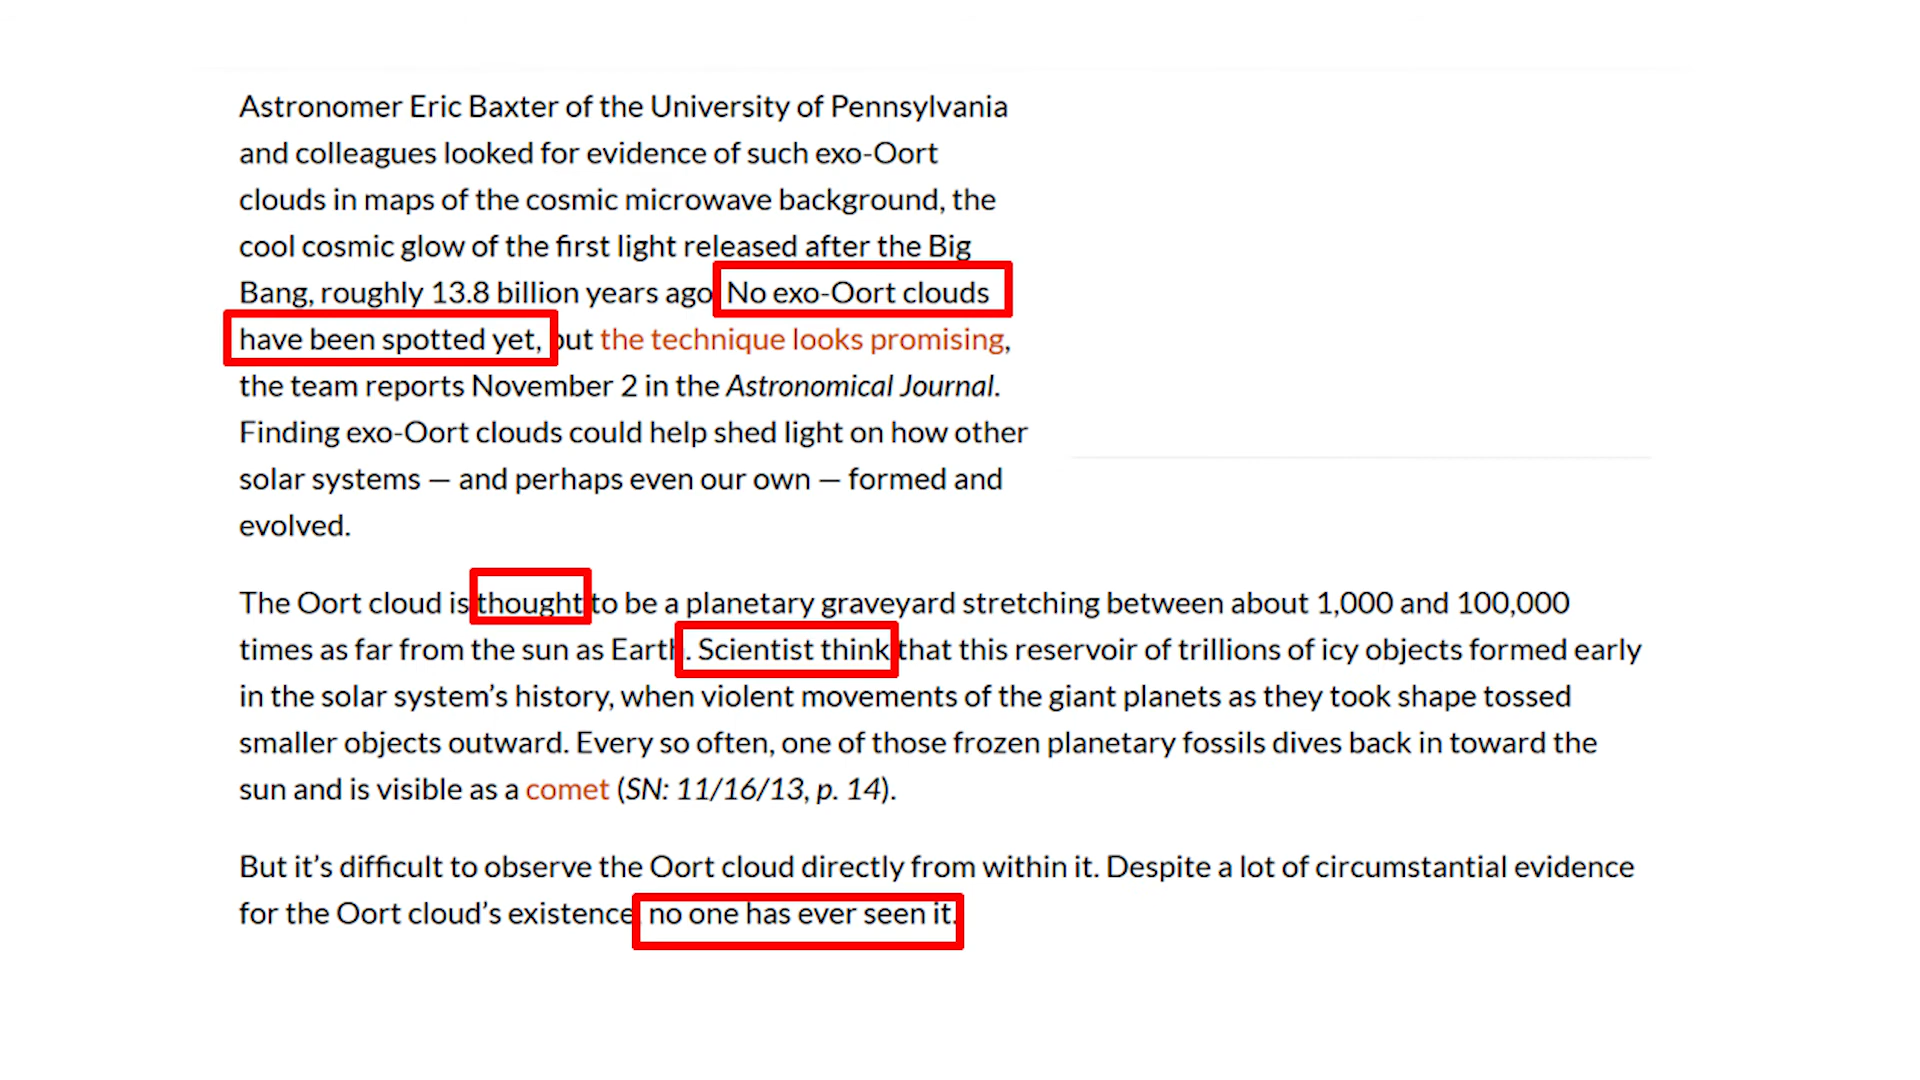 Astronomer Eric Baxter of the University of Pennsylvania
and colleagues looked for evidence of such exo-Oort
clouds in maps of the cosmic microwave background, the
cool cosmic glow of the first light released after the Big
Bang, roughly 13.8 billion years ago No exo-Oort clouds
have been spotted yet, but the technique looks promising,
the team reports November 2 in the Astronomical Journal.
Finding exo-Oort clouds could help shed light on how other
solar systems — and perhaps even our own — formed and
evolved.
The Oort cloud is thought to be a planetary graveyard stretching between about 1,000 and 100,000
times as far from the sun as Earth. Scientist think that this reservoir of trillions of icy objects formed early
in the solar system’s history, when violent movements of the giant planets as they took shape tossed
smaller objects outward. Every so often, one of those frozen planetary fossils dives back in toward the
sun and is visible as a comet (SN: 11/16/13, p. 14).
But it’s difficult to observe the Oort cloud directly from within it. Despite a lot of circumstantial evidence
for the Oort cloud’s existence no one has ever seen it.